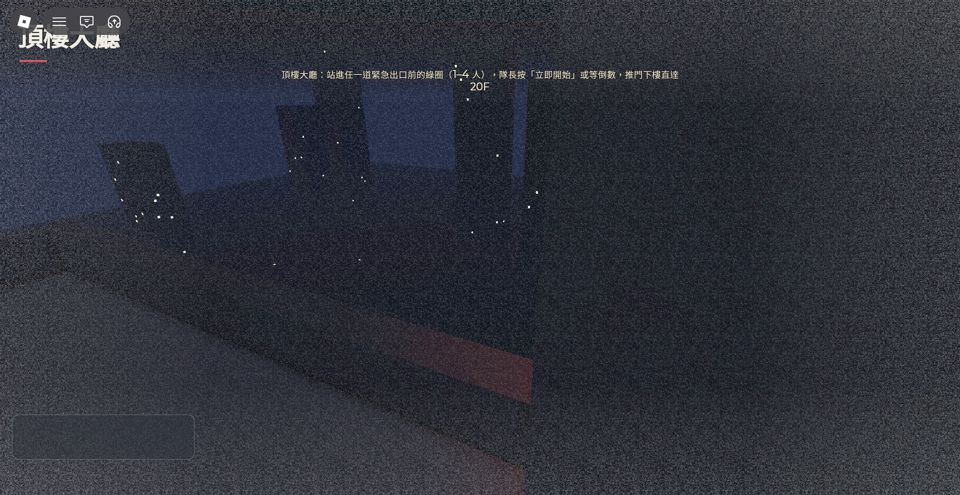 頂樓大廳
頂樓大廳：站進任一道緊急出口前的綠圈（1–4 人），隊長按「立即開始」或等倒數，推門下樓直達
20F